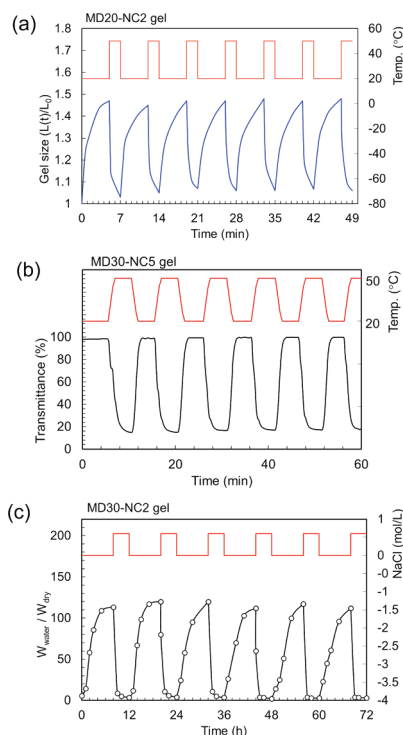 (a)
MD20-NC2 gel
1.8
1.7
1.6
1.5
1.4
1.3
1.2
1.1
1
Gel size (L(t)/L0)
60
40
20
0
-20
-40
-60
-80
Temp. (°C)
0 7 14 21 28 35 42 49
Time (min)
(b)
MD30-NC5 gel
100
80
60
40
20
0
Transmittance (%)
50
20
Temp. (°C)
0 20 40 60
Time (min)
(c)
MD30-NC2 gel
200
160
120
80
40
0
Wwater / Wdry
1
0.5
0
-0
-1
-1.5
-2
-2.5
-3
-3.5
-4
NaCl (mol/L)
0 12 24 36 48 60 72
Time (h)